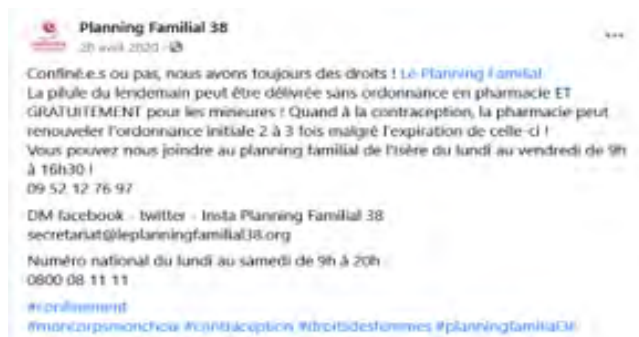 Planning Familial 38
20 avril 2020
Confiné.e.s ou pas, nous avons toujours des droits ! Le Planning Familial
La pilule du lendemain peut être délivrée sans ordonnance en pharmacie ET
GRATUITEMENT pour les mineures ! Quand à la contraception, la pharmacie peut
renouveler l'ordonnance initiale 2 à 3 fois malgré l'expiration de celle-ci !
Vous pouvez nous joindre au planning familial de l'Isère du lundi au vendredi de 9h
à 16h30 !
09 52 12 76 97
DM facebook - twitter - Insta Planning Familial 38
secretariat@leplanningfamilial38.org
Numéro national du lundi au samedi de 9h à 20h
0800 08 11 11
#confinement
#moncorpsmonchoix #contraception #droitsdesfemmes #planningfamilial38